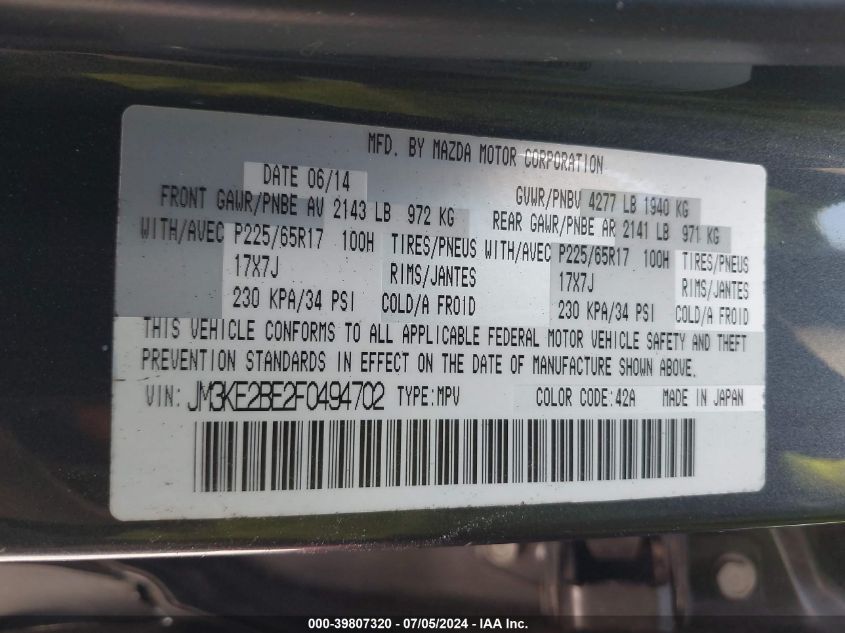 MFD. BY MAZDA MOTOR CORPORATION
DATE 06/14 GVWR/PNBV 4277 LB 1940 KG
FRONT GAWR/PNBE AV 2143 LB 972 KG REAR GAWR/PNBE AR 2141 LB 971 KG
WITH/AVEC P225/65R17 100H TIRES/PNEUS WITH/AVEC P225/65R17 100H TIRES/PNEUS
17X7J RIMS/JANTES 17X7J RIMS/JANTES
230 KPA/34 PSI COLD/A FROID 230 KPA/34 PSI COLD/A FROID
THIS VEHICLE CONFORMS TO ALL APPLICABLE FEDERAL MOTOR VEHICLE SAFETY AND THEFT
PREVENTION STANDARDS IN EFFECT ON THE DATE OF MANUFACTURE SHOWN ABOVE.
VIN: JM3KE2BE2F0494702 TYPE:MPV COLOR CODE:42A MADE IN JAPAN
000-39807320 - 07/05/2024 - IAA Inc.